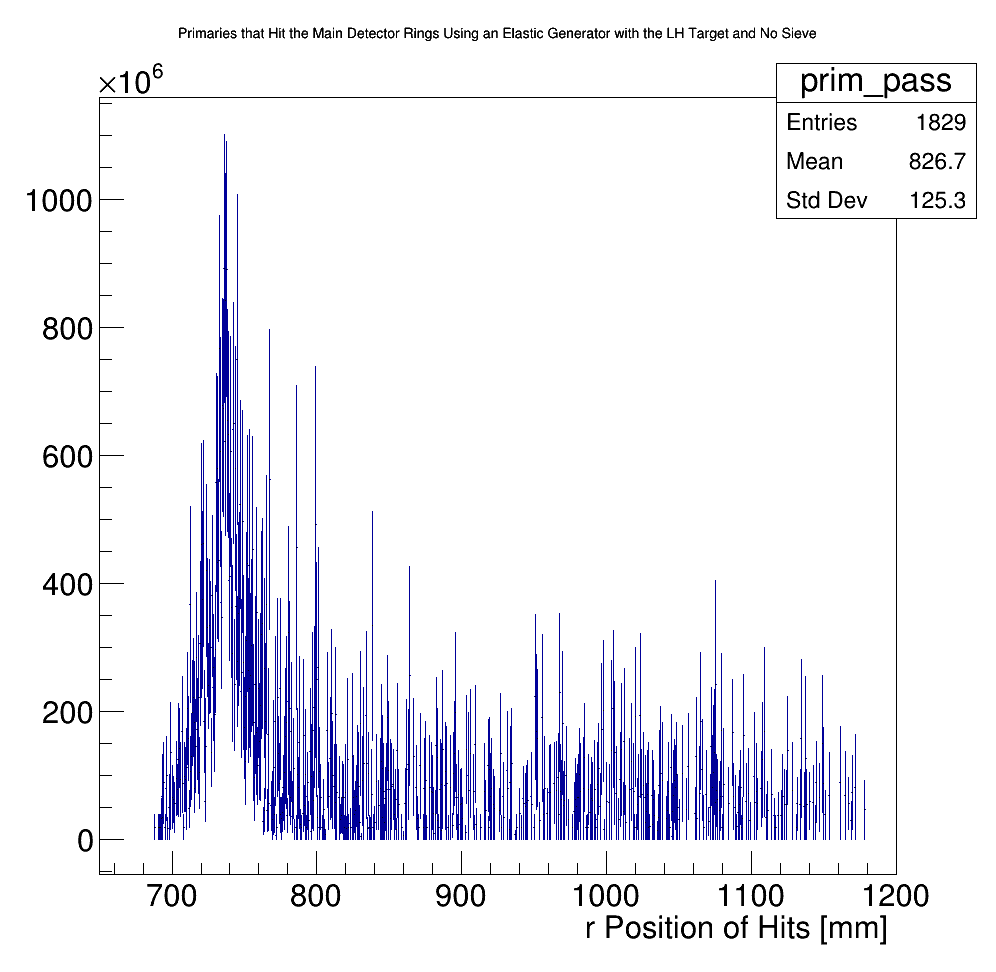 Primaries that Hit the Main Detector Rings Using an Elastic Generator with the LH Target and No Sieve
×10⁶
prim_pass
Entries 1829
Mean 826.7
Std Dev 125.3
1000
800
600
400
200
0
700 800 900 1000 1100 1200
r Position of Hits [mm]